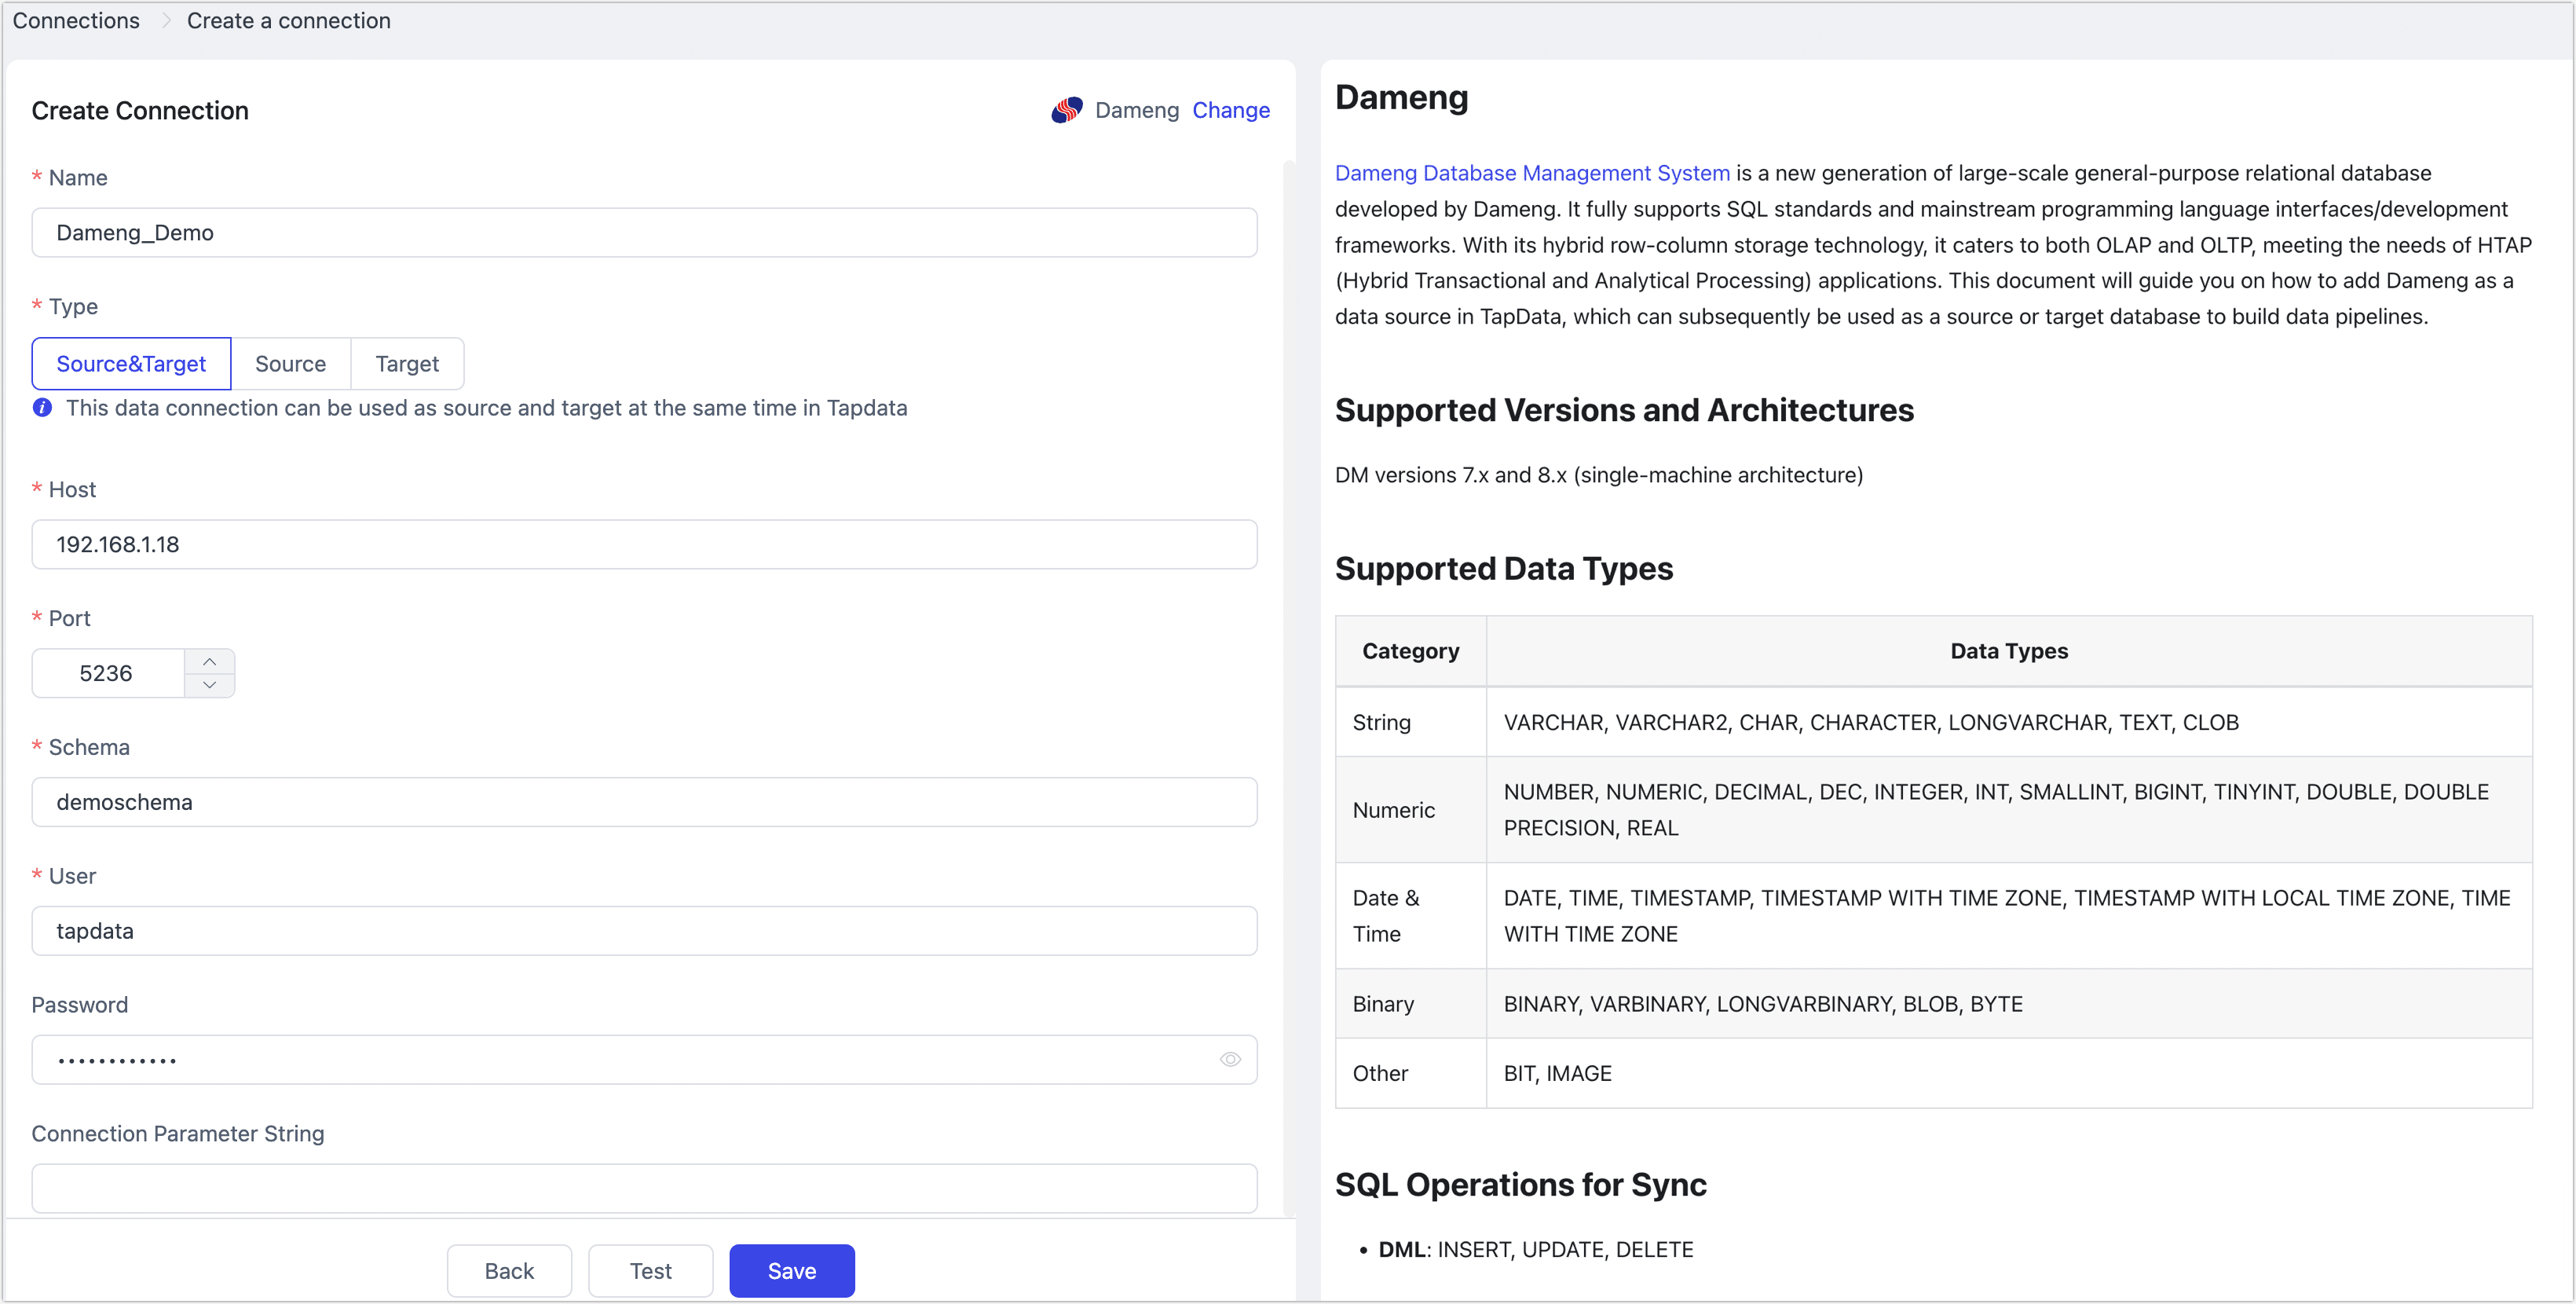 Connections
Create a connection
Create Connection
Dameng Change
* Name
Dameng_Demo
* Type
Source&Target Source Target
This data connection can be used as source and target at the same time in Tapdata
* Host
192.168.1.18
* Port
5236
* Schema
demoschema
* User
tapdata
Password
••••••••••••
Connection Parameter String
Back Test Save
Dameng
Dameng Database Management System is a new generation of large-scale general-purpose relational database
developed by Dameng. It fully supports SQL standards and mainstream programming language interfaces/development
frameworks. With its hybrid row-column storage technology, it caters to both OLAP and OLTP, meeting the needs of HTAP
(Hybrid Transactional and Analytical Processing) applications. This document will guide you on how to add Dameng as a
data source in TapData, which can subsequently be used as a source or target database to build data pipelines.
Supported Versions and Architectures
DM versions 7.x and 8.x (single-machine architecture)
Supported Data Types
Category Data Types
String VARCHAR, VARCHAR2, CHAR, CHARACTER, LONGVARCHAR, TEXT, CLOB
Numeric NUMBER, NUMERIC, DECIMAL, DEC, INTEGER, INT, SMALLINT, BIGINT, TINYINT, DOUBLE, DOUBLE
PRECISION, REAL
Date & Time DATE, TIME, TIMESTAMP, TIMESTAMP WITH TIME ZONE, TIMESTAMP WITH LOCAL TIME ZONE, TIME
WITH TIME ZONE
Binary BINARY, VARBINARY, LONGVARBINARY, BLOB, BYTE
Other BIT, IMAGE
SQL Operations for Sync
• DML: INSERT, UPDATE, DELETE